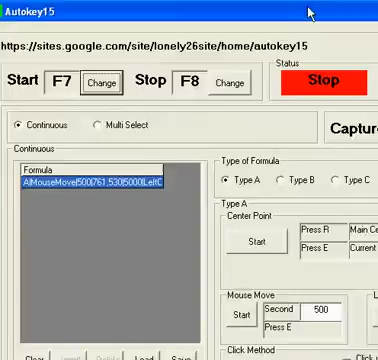 Autokey15
https://sites.google.com/site/lonely26site/home/autokey15
Start F7 Change Stop F8 Change
Status
Stop
Continuous Multi Select
Continuous
Formula
A|MouseMove|500|761,530|5000|LeftC
Type of Formula
Type A Type B Type C
Type A
Center Point
Start
Press R Main Ce
Press E Current
Mouse Move
Start
Second 500
Press E
Click Method
Clear Load Save